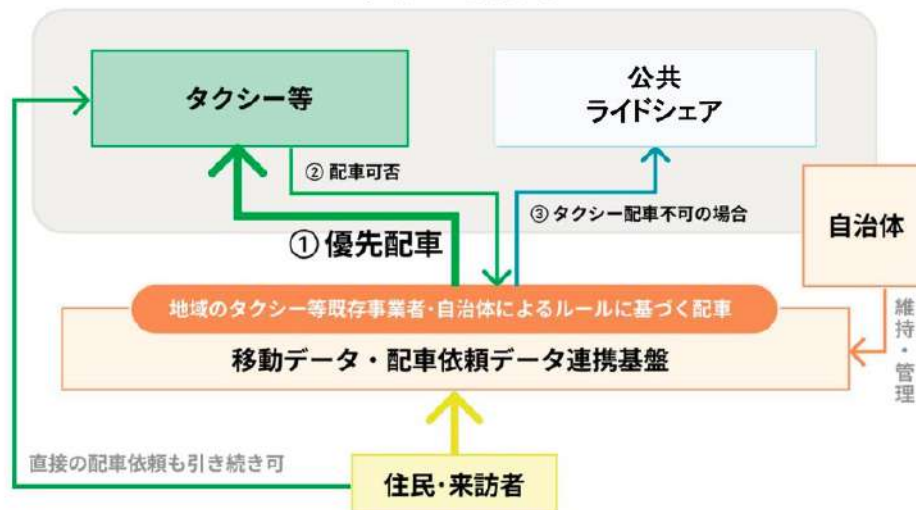 タクシー等
公共
ライドシェア
② 配車可否
③ タクシー配車不可の場合
① 優先配車
自治体
地域のタクシー等既存事業者・自治体によるルールに基づく配車
移動データ・配車依頼データ連携基盤
維持・管理
直接の配車依頼も引き続き可
住民・来訪者